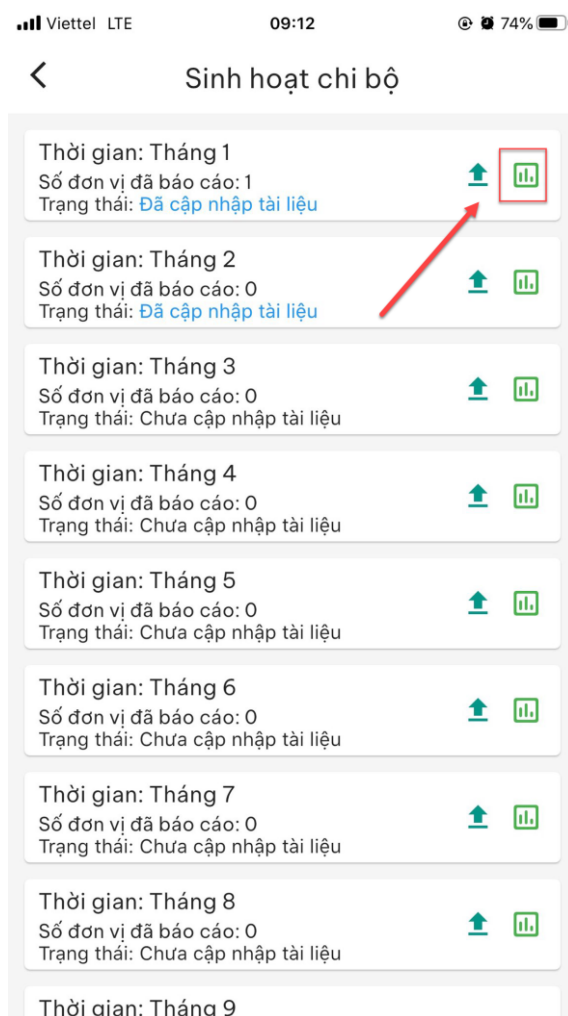 Viettel LTE 09:12 74%
Sinh hoạt chi bộ
Thời gian: Tháng 1
Số đơn vị đã báo cáo: 1
Trạng thái: Đã cập nhập tài liệu
Thời gian: Tháng 2
Số đơn vị đã báo cáo: 0
Trạng thái: Đã cập nhập tài liệu
Thời gian: Tháng 3
Số đơn vị đã báo cáo: 0
Trạng thái: Chưa cập nhập tài liệu
Thời gian: Tháng 4
Số đơn vị đã báo cáo: 0
Trạng thái: Chưa cập nhập tài liệu
Thời gian: Tháng 5
Số đơn vị đã báo cáo: 0
Trạng thái: Chưa cập nhập tài liệu
Thời gian: Tháng 6
Số đơn vị đã báo cáo: 0
Trạng thái: Chưa cập nhập tài liệu
Thời gian: Tháng 7
Số đơn vị đã báo cáo: 0
Trạng thái: Chưa cập nhập tài liệu
Thời gian: Tháng 8
Số đơn vị đã báo cáo: 0
Trạng thái: Chưa cập nhập tài liệu
Thời gian: Tháng 9